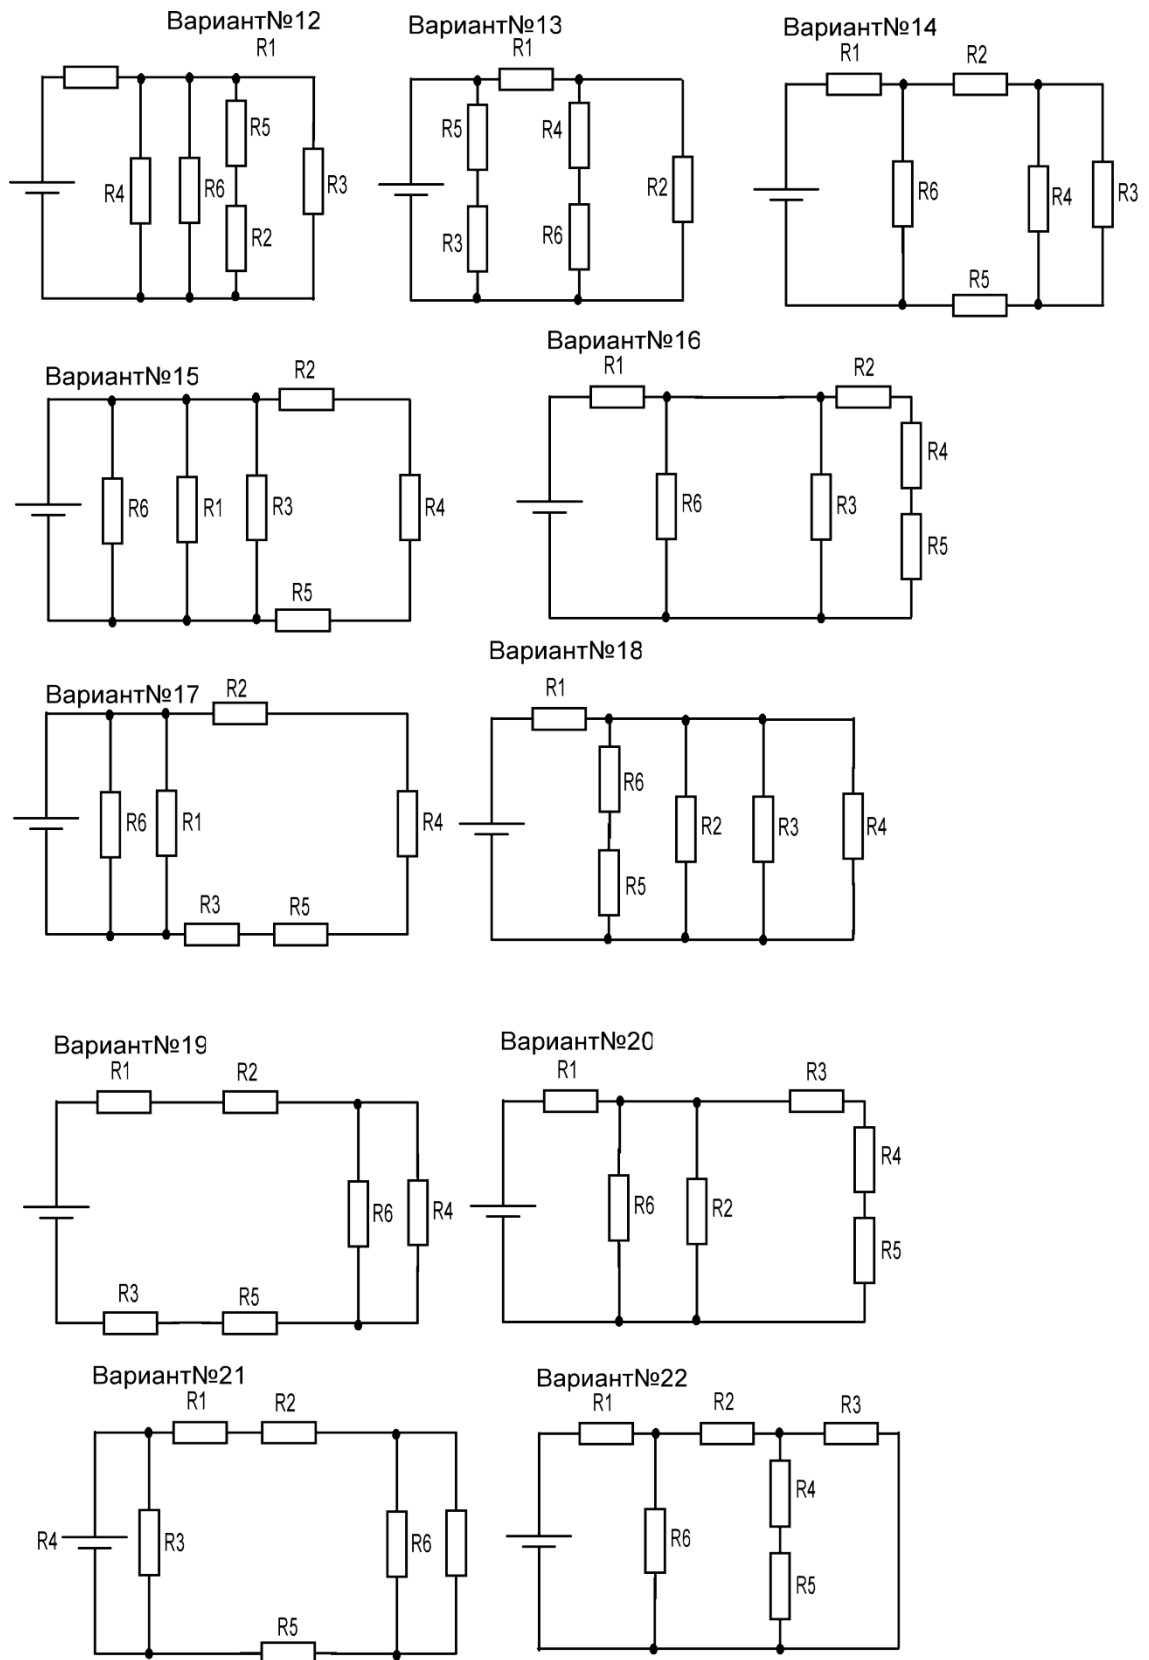 Вариант№12
R1
R5
R4
R6
R3
R2
Вариант№13
R1
R5
R4
R2
R3
R6
Вариант№14
R1
R2
R6
R4
R3
R5
Вариант№15
R2
R6
R1
R3
R4
R5
Вариант№16
R1
R2
R4
R6
R3
R5
Вариант№17
R2
R6
R1
R4
R3
R5
Вариант№18
R1
R6
R2
R3
R4
R5
Вариант№19
R1
R2
R6
R4
R3
R5
Вариант№20
R1
R3
R4
R6
R2
R5
Вариант№21
R1
R2
R4
R3
R6
R5
Вариант№22
R1
R2
R3
R4
R6
R5